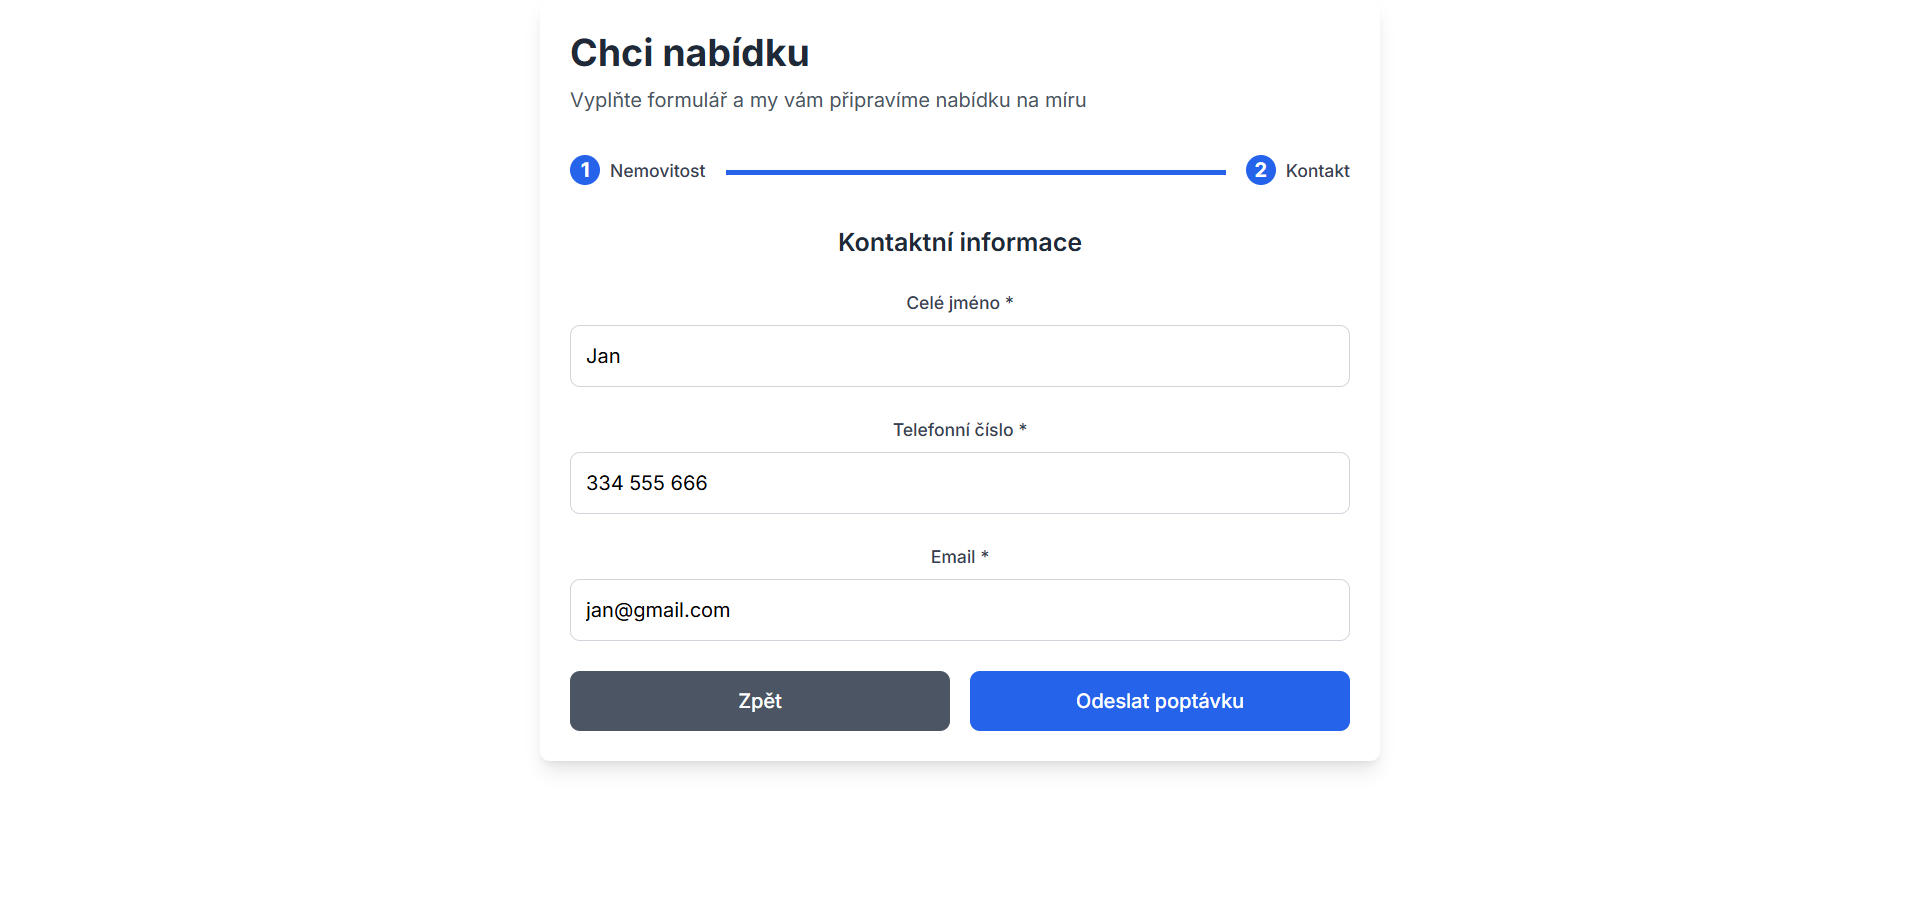 Chci nabídku
Vyplňte formulář a my vám připravíme nabídku na míru
1 Nemovitost 2 Kontakt
Kontaktní informace
Celé jméno *
Jan
Telefonní číslo *
334 555 666
Email *
jan@gmail.com
Zpět Odeslat poptávku